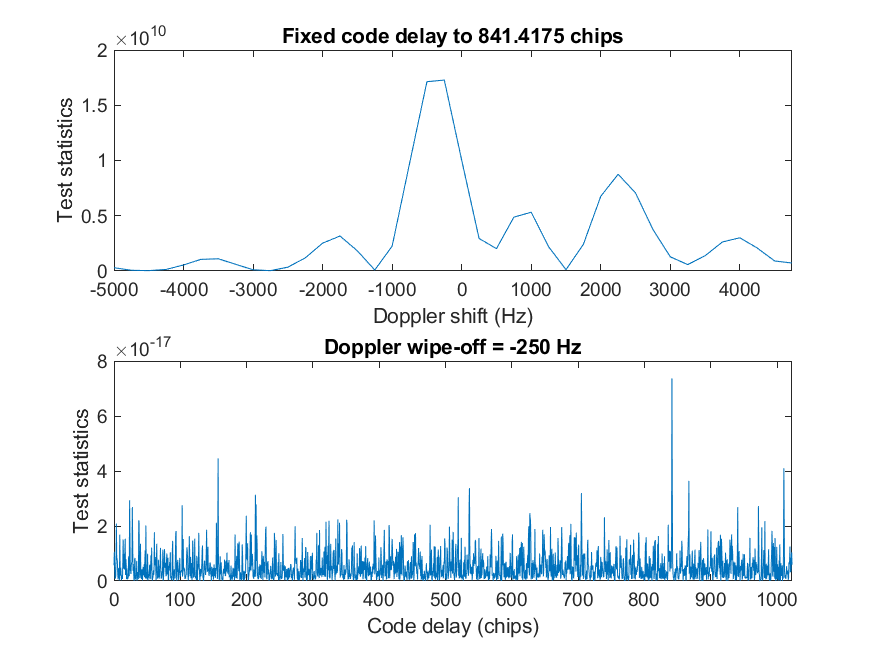 ×10^10
Fixed code delay to 841.4175 chips
2
1.5
1
0.5
0
Test statistics
-5000 -4000 -3000 -2000 -1000 0 1000 2000 3000 4000
Doppler shift (Hz)
×10^-17
Doppler wipe-off = -250 Hz
8
6
4
2
0
Test statistics
0 100 200 300 400 500 600 700 800 900 1000
Code delay (chips)